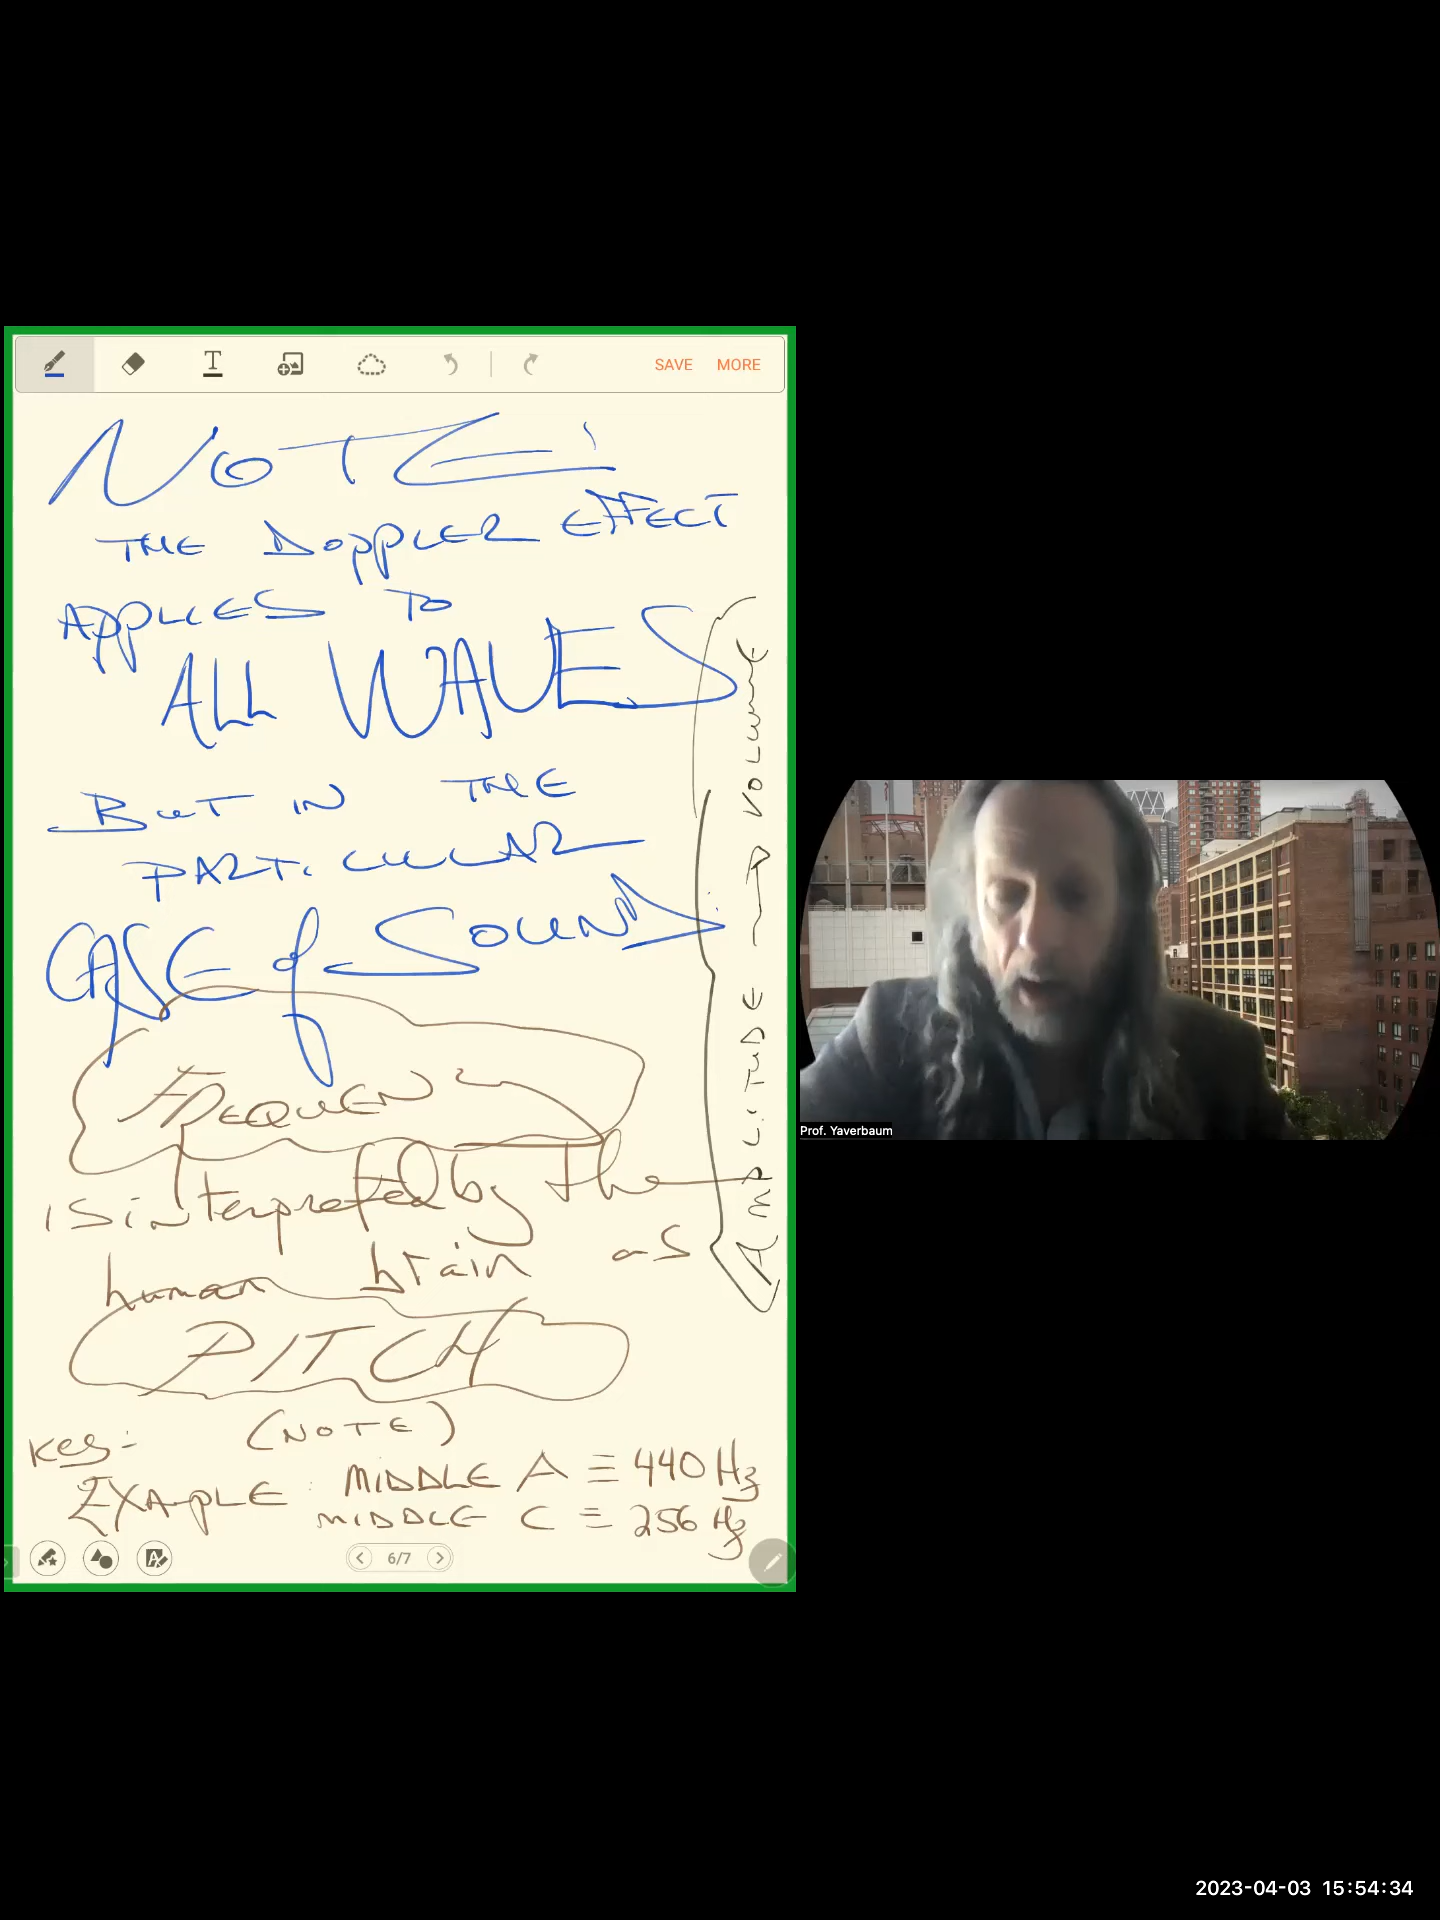 SAVE MORE
NOTE:
THE DOPPLER EFFECT
APPLIES TO
ALL WAVES
BUT IN THE
PARTICULAR
CASE of SOUND
FREQUENCY
is interpreted by the
human brain as
PITCH
(NOTE)
KEY:
EXAMPLE: MIDDLE A ≡ 440 Hz
MIDDLE C ≡ 256 Hz
AMPLITUDE → VOLUME
6/7
Prof. Yaverbaum
2023-04-03 15:54:34